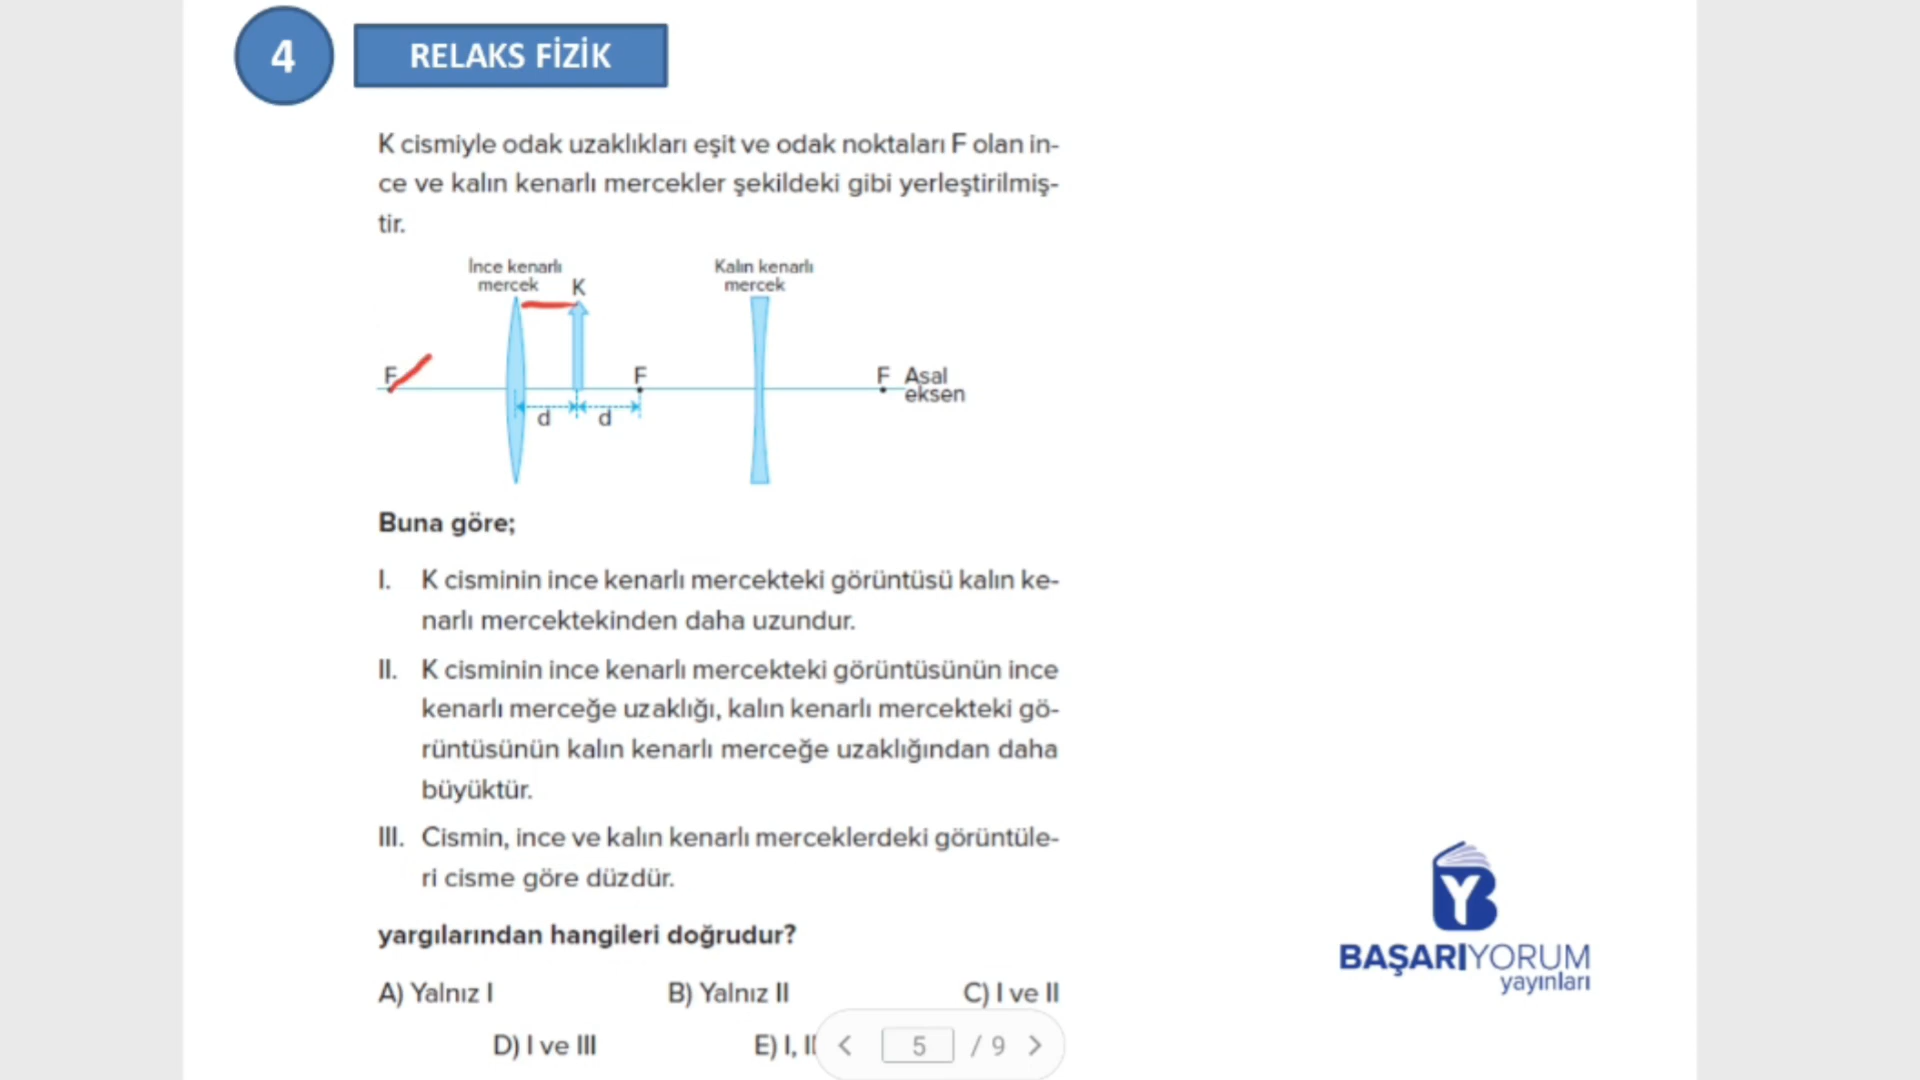 4
RELAKS FİZİK
K cismiyle odak uzaklıkları eşit ve odak noktaları F olan in-
ce ve kalın kenarlı mercekler şekildeki gibi yerleştirilmiş-
tir.
İnce kenarlı
mercek
K
Kalın kenarlı
mercek
F
F
F
Asal
eksen
d
d
Buna göre;
I. K cisminin ince kenarlı mercekteki görüntüsü kalın ke-
narlı mercektekinden daha uzundur.
II. K cisminin ince kenarlı mercekteki görüntüsünün ince
kenarlı merceğe uzaklığı, kalın kenarlı mercekteki gö-
rüntüsünün kalın kenarlı merceğe uzaklığından daha
büyüktür.
III. Cismin, ince ve kalın kenarlı merceklerdeki görüntüle-
ri cisme göre düzdür.
yargılarından hangileri doğrudur?
A) Yalnız I B) Yalnız II C) I ve II
D) I ve III E) I,
5 / 9
BAŞARIYORUM
yayınları